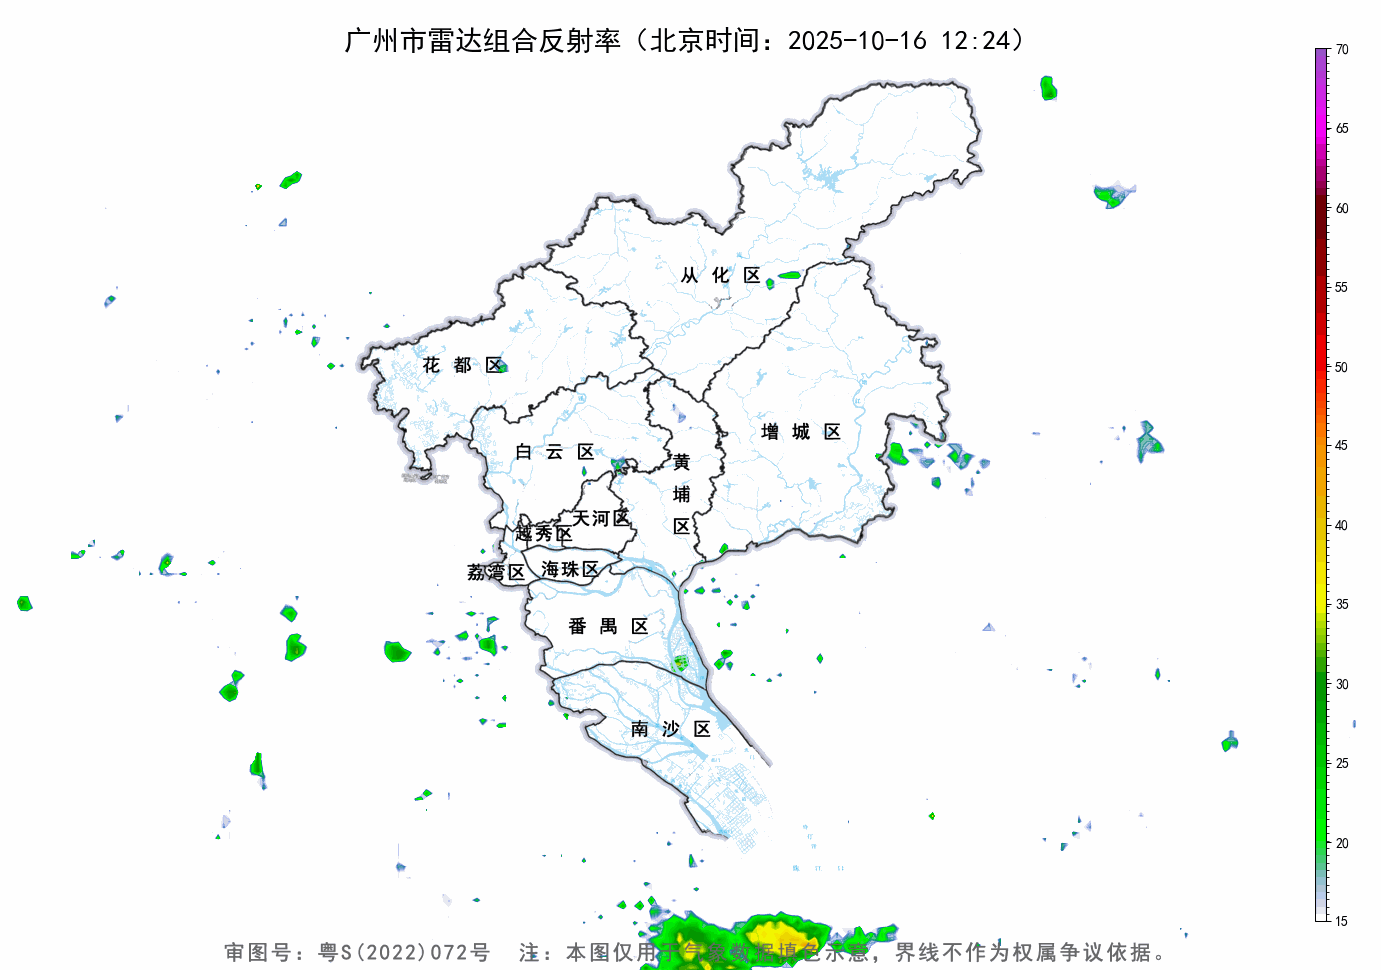 广州市雷达组合反射率（北京时间：2025-10-16 12:24）
70
65
60
55
50
45
40
35
30
25
20
15
从化区
花都区
增城区
白云区
黄埔区
天河区
越秀区
荔湾区
海珠区
番禺区
南沙区
审图号：粤S(2022)072号 注：本图仅用于气象数据填色示意，界线不作为权属争议依据。